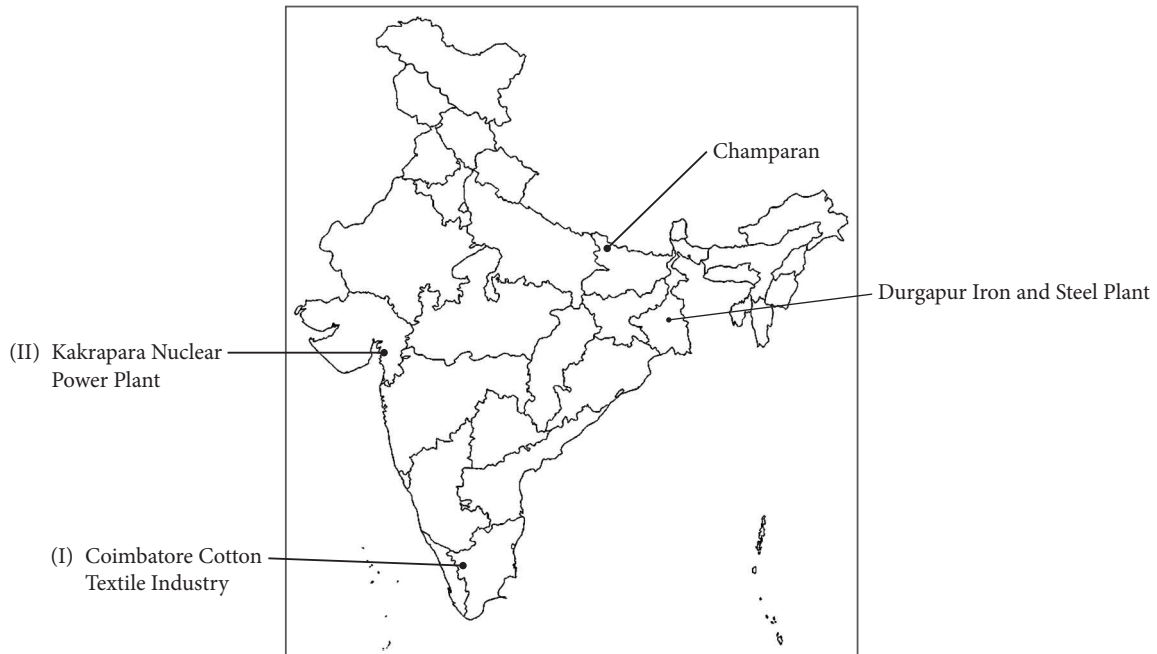 Champaran
Durgapur Iron and Steel Plant
(II) Kakrapara Nuclear
Power Plant
(I) Coimbatore Cotton
Textile Industry